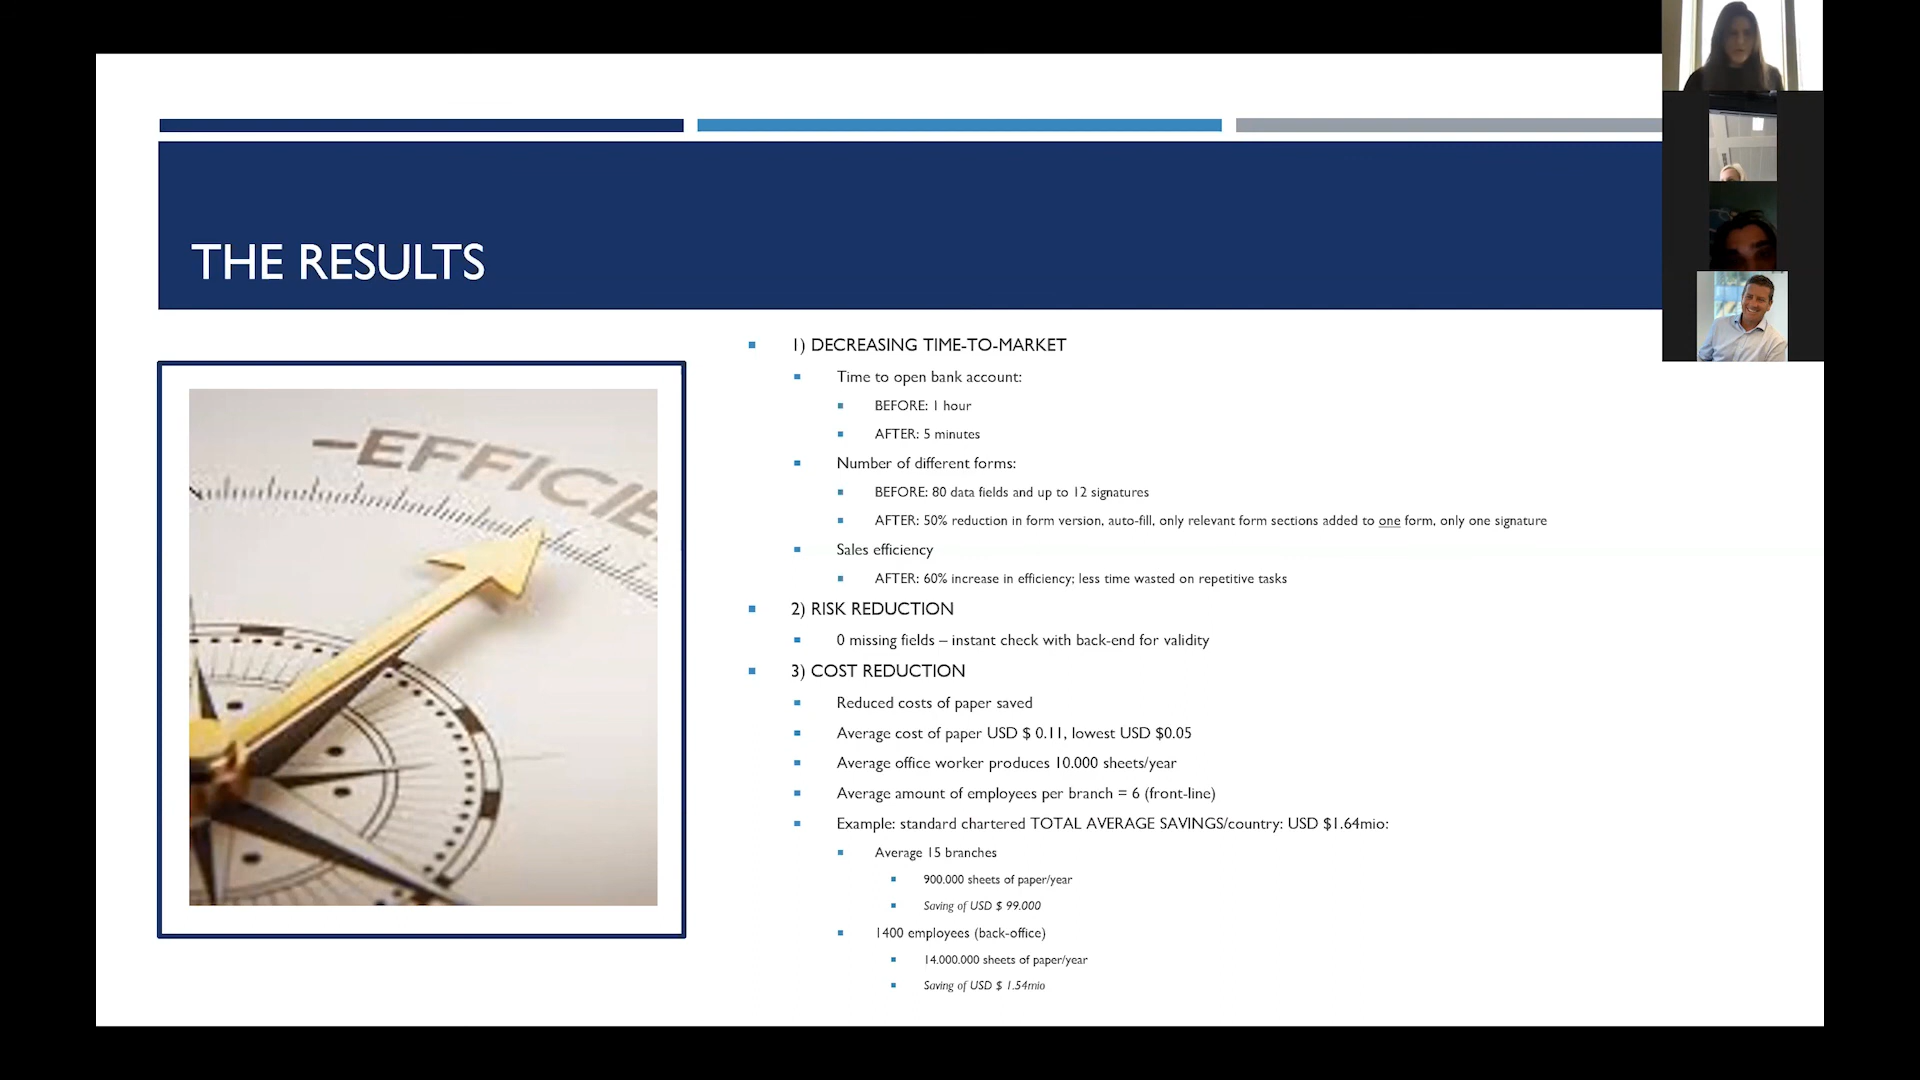 THE RESULTS
–EFFICIE
1) DECREASING TIME-TO-MARKET
Time to open bank account:
BEFORE: 1 hour
AFTER: 5 minutes
Number of different forms:
BEFORE: 80 data fields and up to 12 signatures
AFTER: 50% reduction in form version, auto-fill, only relevant form sections added to one form, only one signature
Sales efficiency
AFTER: 60% increase in efficiency; less time wasted on repetitive tasks
2) RISK REDUCTION
0 missing fields – instant check with back-end for validity
3) COST REDUCTION
Reduced costs of paper saved
Average cost of paper USD $ 0.11, lowest USD $0.05
Average office worker produces 10.000 sheets/year
Average amount of employees per branch = 6 (front-line)
Example: standard chartered TOTAL AVERAGE SAVINGS/country: USD $1.64mio:
Average 15 branches
900.000 sheets of paper/year
Saving of USD $ 99.000
1400 employees (back-office)
14.000.000 sheets of paper/year
Saving of USD $ 1.54mio